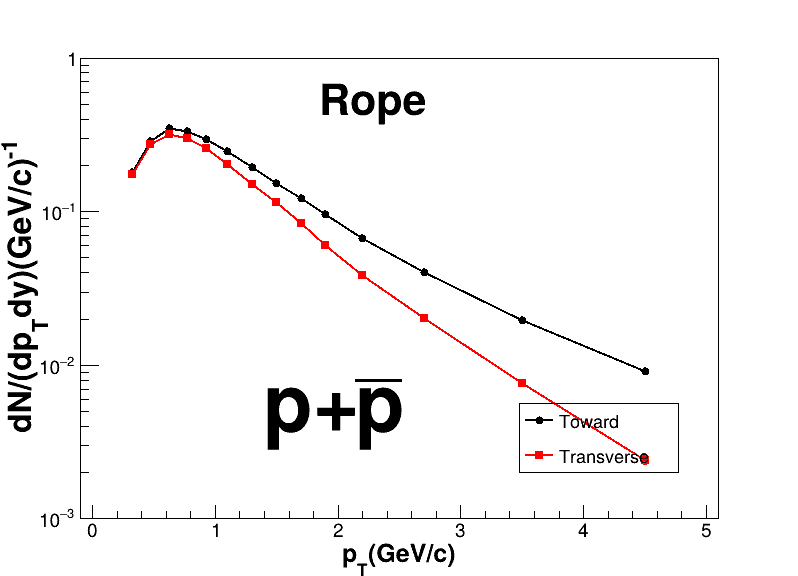 Rope
dN/(dp_T dy)(GeV/c)^-1
1
10^-1
10^-2
10^-3
p+p̅
Toward
Transverse
0 1 2 3 4 5
p_T(GeV/c)